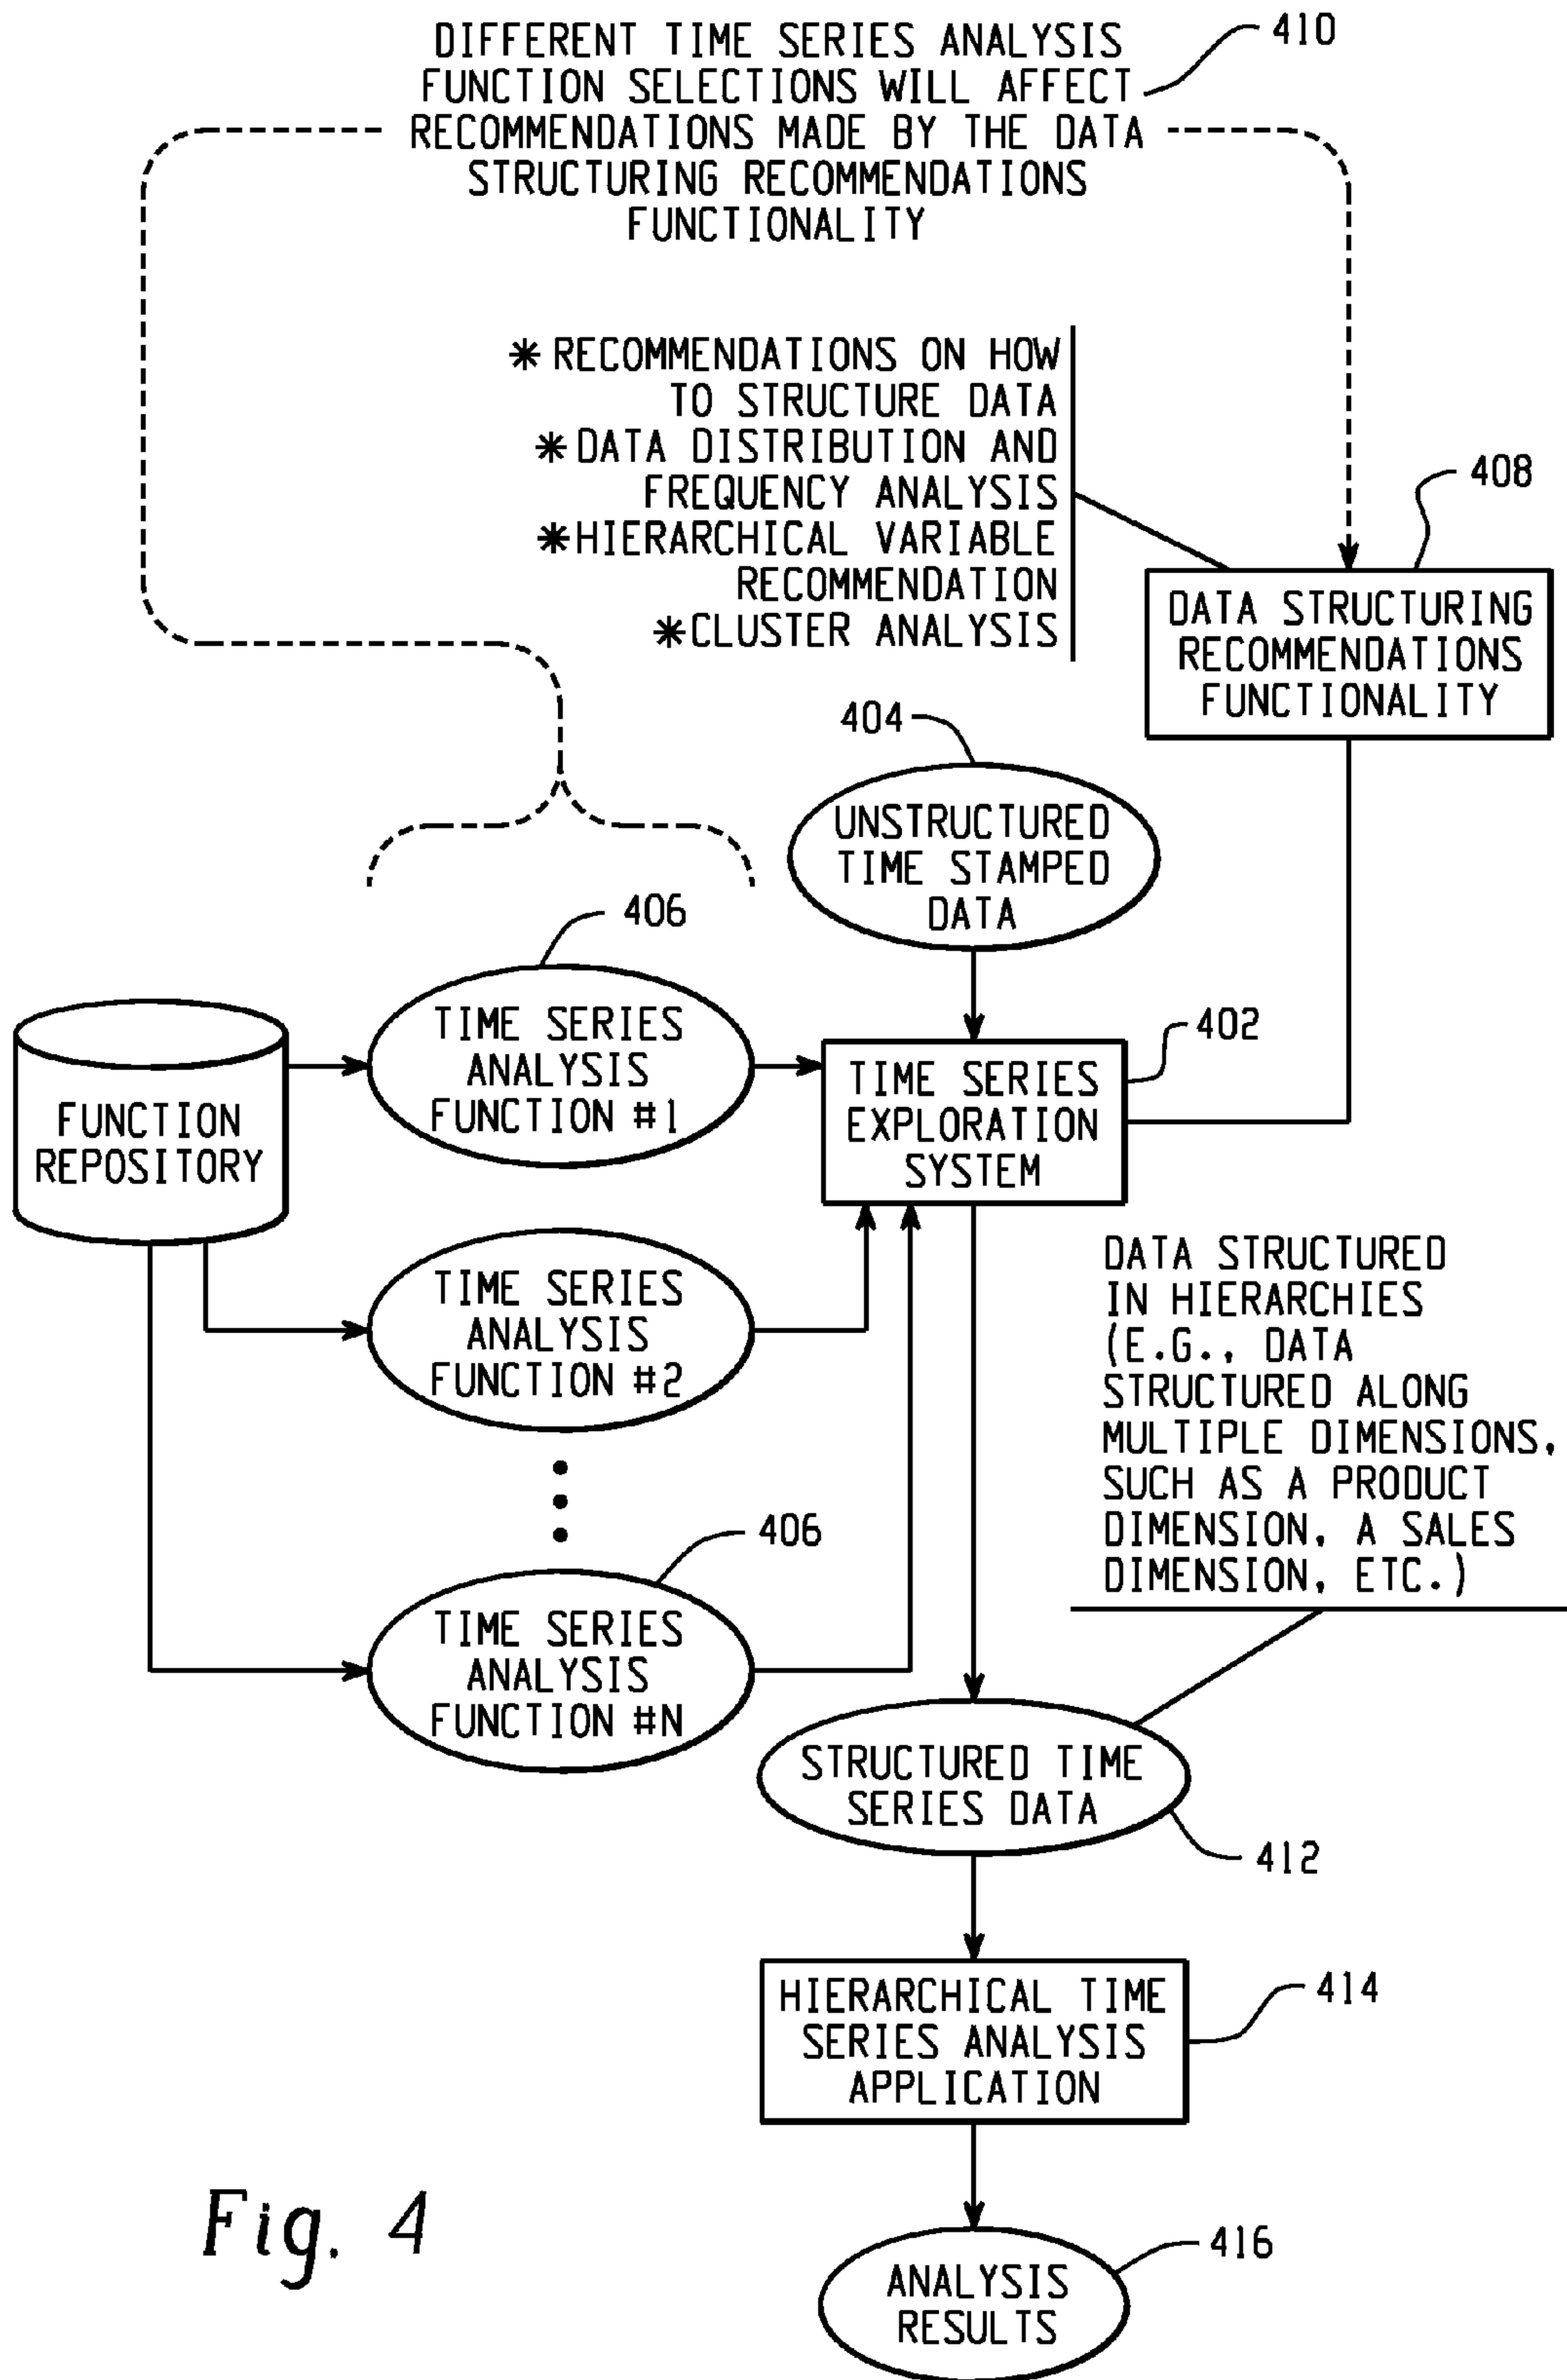 DIFFERENT TIME SERIES ANALYSIS
FUNCTION SELECTIONS WILL AFFECT
RECOMMENDATIONS MADE BY THE DATA
STRUCTURING RECOMMENDATIONS
FUNCTIONALITY
410
* RECOMMENDATIONS ON HOW
TO STRUCTURE DATA
* DATA DISTRIBUTION AND
FREQUENCY ANALYSIS
* HIERARCHICAL VARIABLE
RECOMMENDATION
* CLUSTER ANALYSIS
408
DATA STRUCTURING
RECOMMENDATIONS
FUNCTIONALITY
404
UNSTRUCTURED
TIME STAMPED
DATA
406
TIME SERIES
ANALYSIS
FUNCTION #1
FUNCTION
REPOSITORY
402
TIME SERIES
EXPLORATION
SYSTEM
TIME SERIES
ANALYSIS
FUNCTION #2
DATA STRUCTURED
IN HIERARCHIES
(E.G., DATA
STRUCTURED ALONG
MULTIPLE DIMENSIONS,
SUCH AS A PRODUCT
DIMENSION, A SALES
DIMENSION, ETC.)
406
TIME SERIES
ANALYSIS
FUNCTION #N
STRUCTURED TIME
SERIES DATA
412
HIERARCHICAL TIME
SERIES ANALYSIS
APPLICATION
414
416
ANALYSIS
RESULTS
Fig. 4